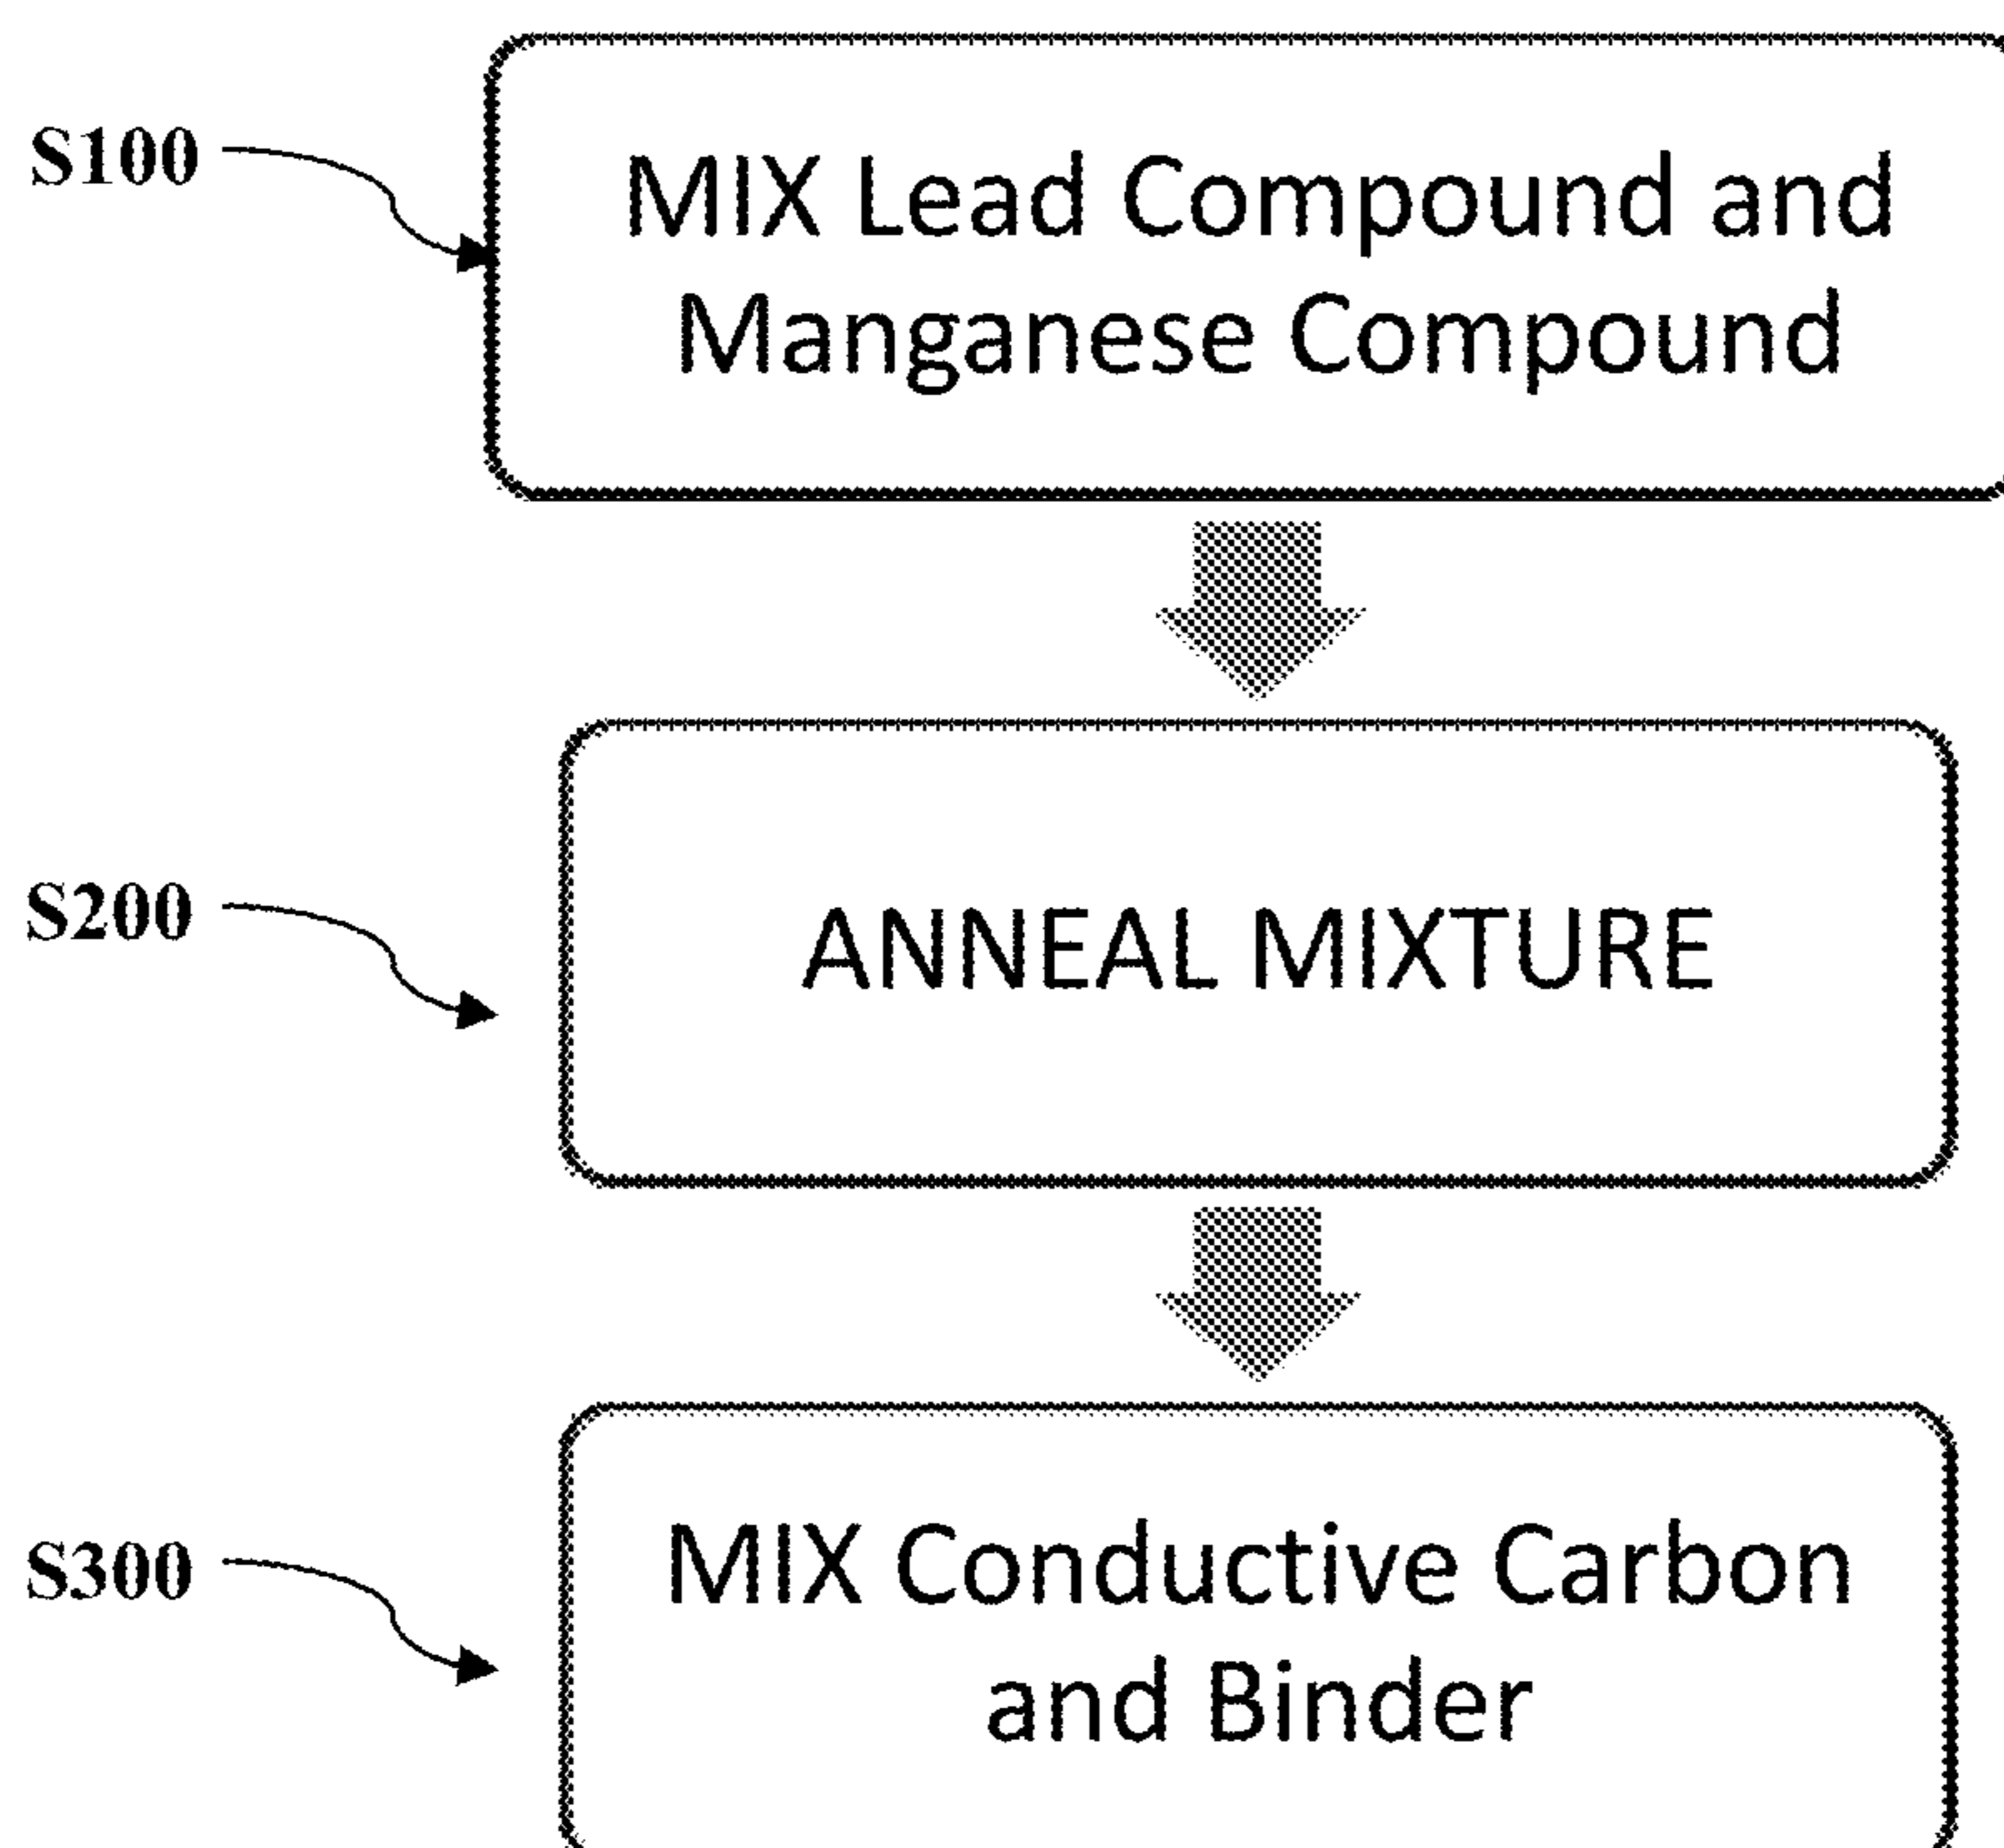 S100
MIX Lead Compound and
Manganese Compound
S200
ANNEAL MIXTURE
S300
MIX Conductive Carbon
and Binder